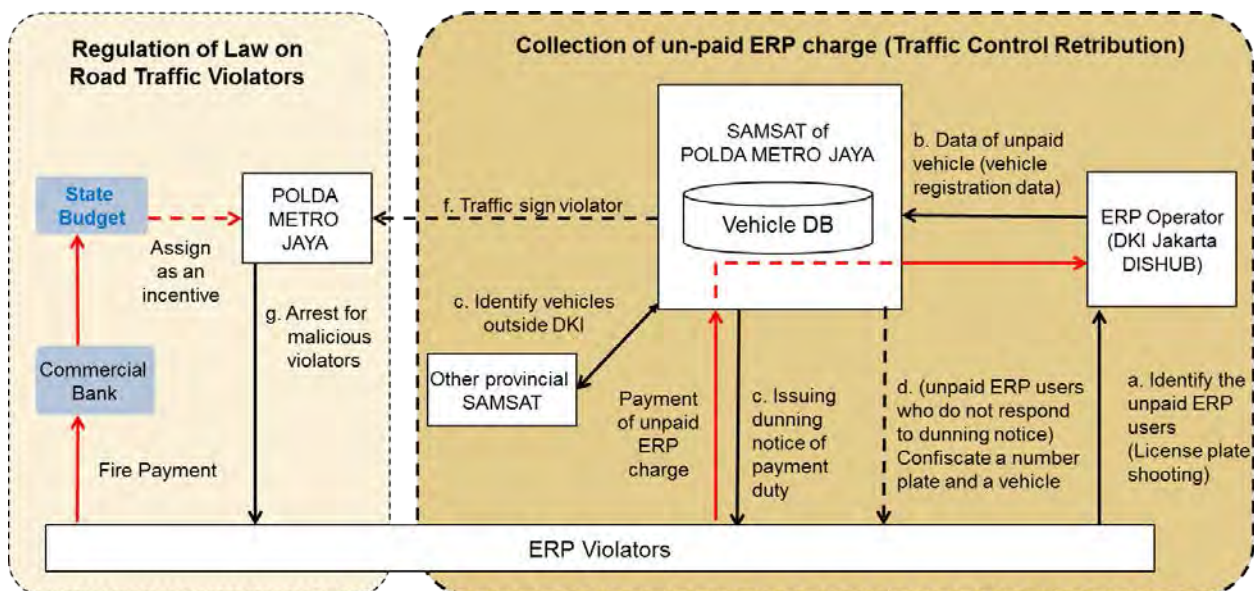 Regulation of Law on
Road Traffic Violators
Collection of un-paid ERP charge (Traffic Control Retribution)
State
Budget
Assign
as an
incentive
POLDA
METRO
JAYA
g. Arrest for
malicious
violators
Commercial
Bank
Fire Payment
f. Traffic sign violator
SAMSAT of
POLDA METRO JAYA
Vehicle DB
b. Data of unpaid
vehicle (vehicle
registration data)
ERP Operator
(DKI Jakarta
DISHUB)
c. Identify vehicles
outside DKI
Other provincial
SAMSAT
Payment
of unpaid
ERP
charge
c. Issuing
dunning
notice of
payment
duty
d. (unpaid ERP users
who do not respond
to dunning notice)
Confiscate a number
plate and a vehicle
a. Identify the
unpaid ERP
users
(License plate
shooting)
ERP Violators